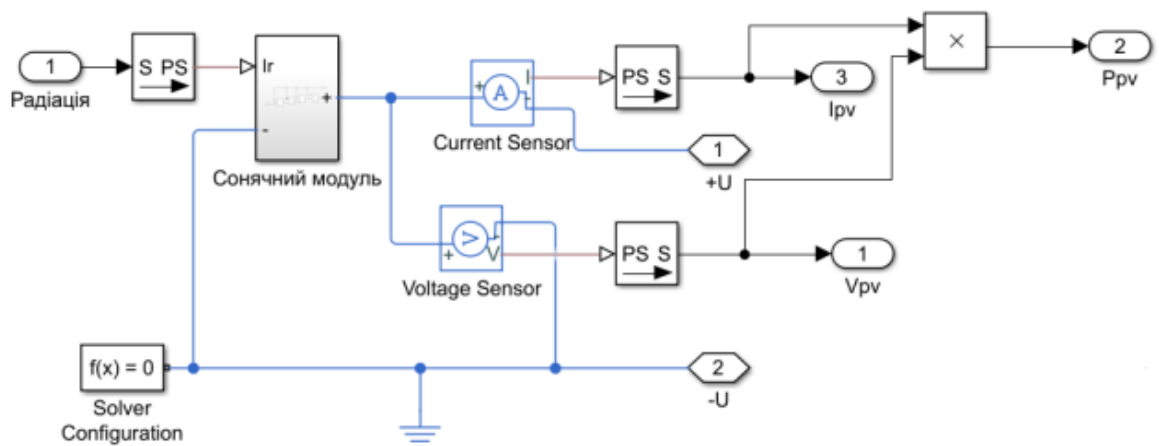 1
Радіація
S PS
Ir
+
-
Сонячний модуль
+
A
I
-
Current Sensor
PS S
3
Ipv
×
2
Ppv
1
+U
+
V
-
V
Voltage Sensor
PS S
1
Vpv
f(x) = 0
Solver
Configuration
2
-U